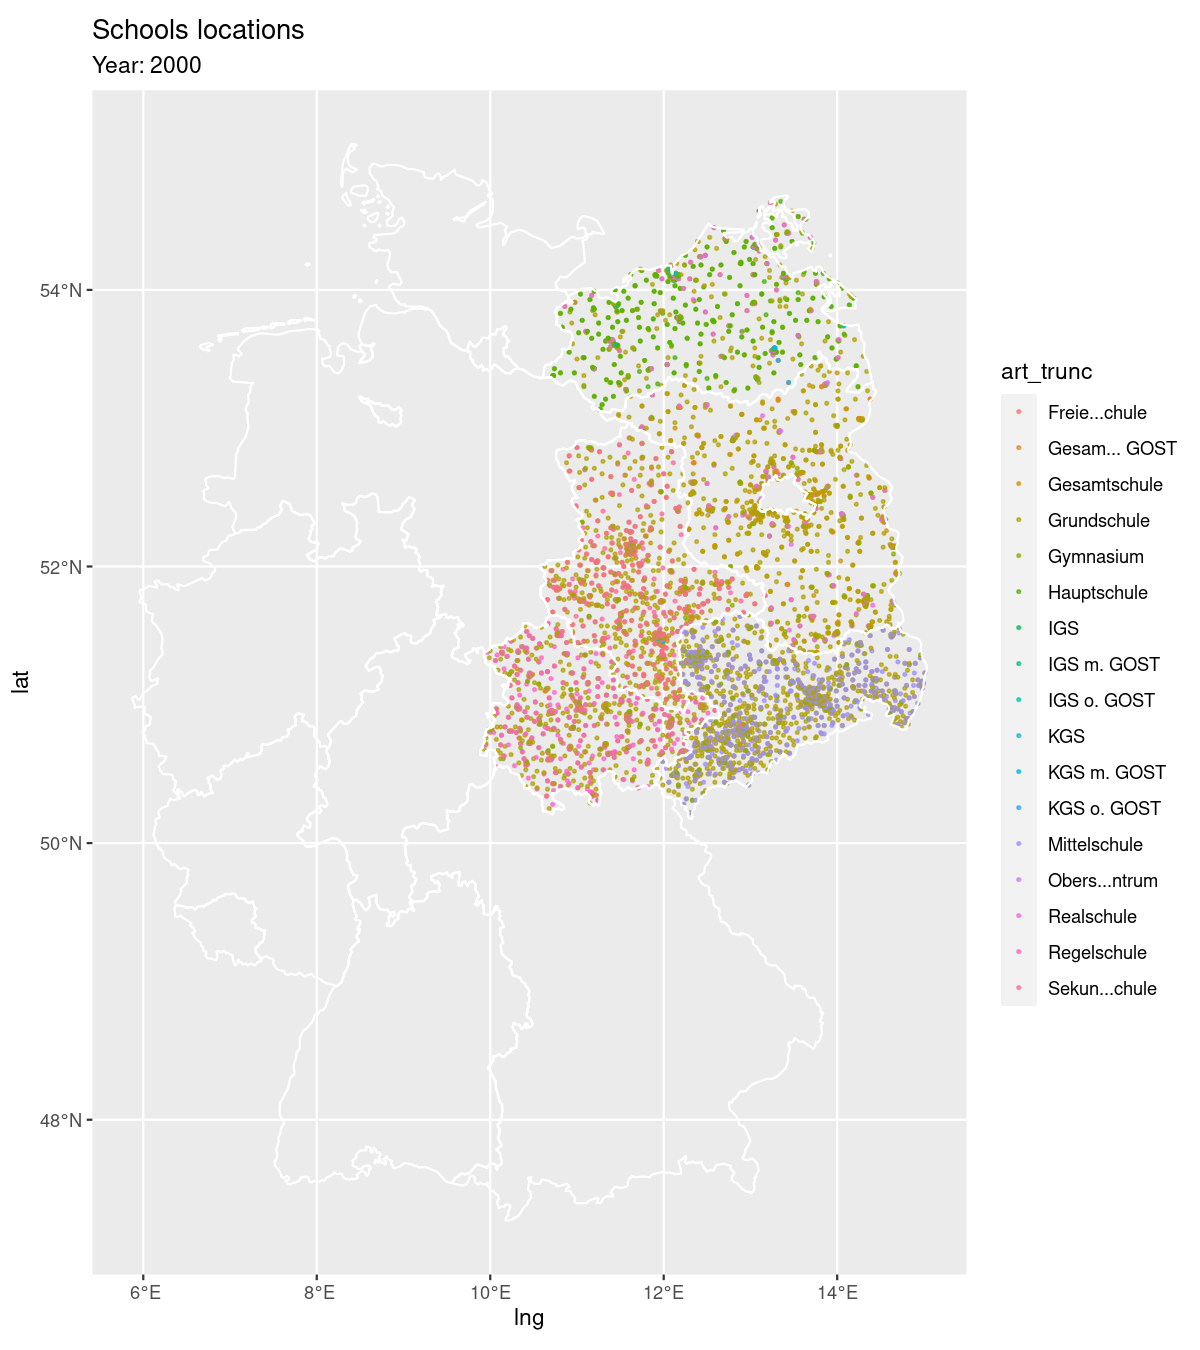 Schools locations
Year: 2000
54°N
52°N
50°N
48°N
lat
6°E
8°E
10°E
12°E
14°E
lng
art_trunc
Freie...chule
Gesam... GOST
Gesamtschule
Grundschule
Gymnasium
Hauptschule
IGS
IGS m. GOST
IGS o. GOST
KGS
KGS m. GOST
KGS o. GOST
Mittelschule
Obers...ntrum
Realschule
Regelschule
Sekun...chule